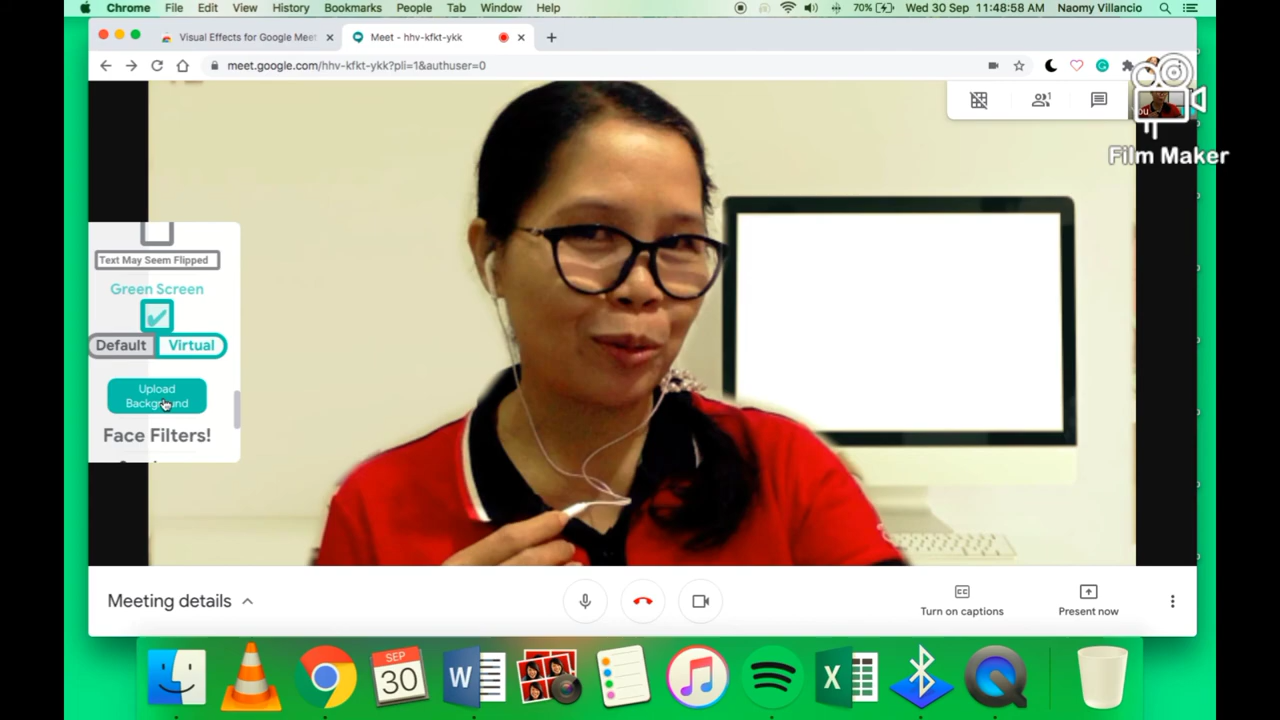 Chrome File Edit View History Bookmarks People Tab Window Help 70% Wed 30 Sep 11:48:58 AM Naomy Villancio
Visual Effects for Google Meet Meet - hhv-kfkt-ykk
meet.google.com/hhv-kfkt-ykk?pli=1&authuser=0
1
Film Maker
Text May Seem Flipped
Green Screen
Default Virtual
Upload
Background
Face Filters!
Meeting details
Turn on captions
Present now
SEP
30
W
X